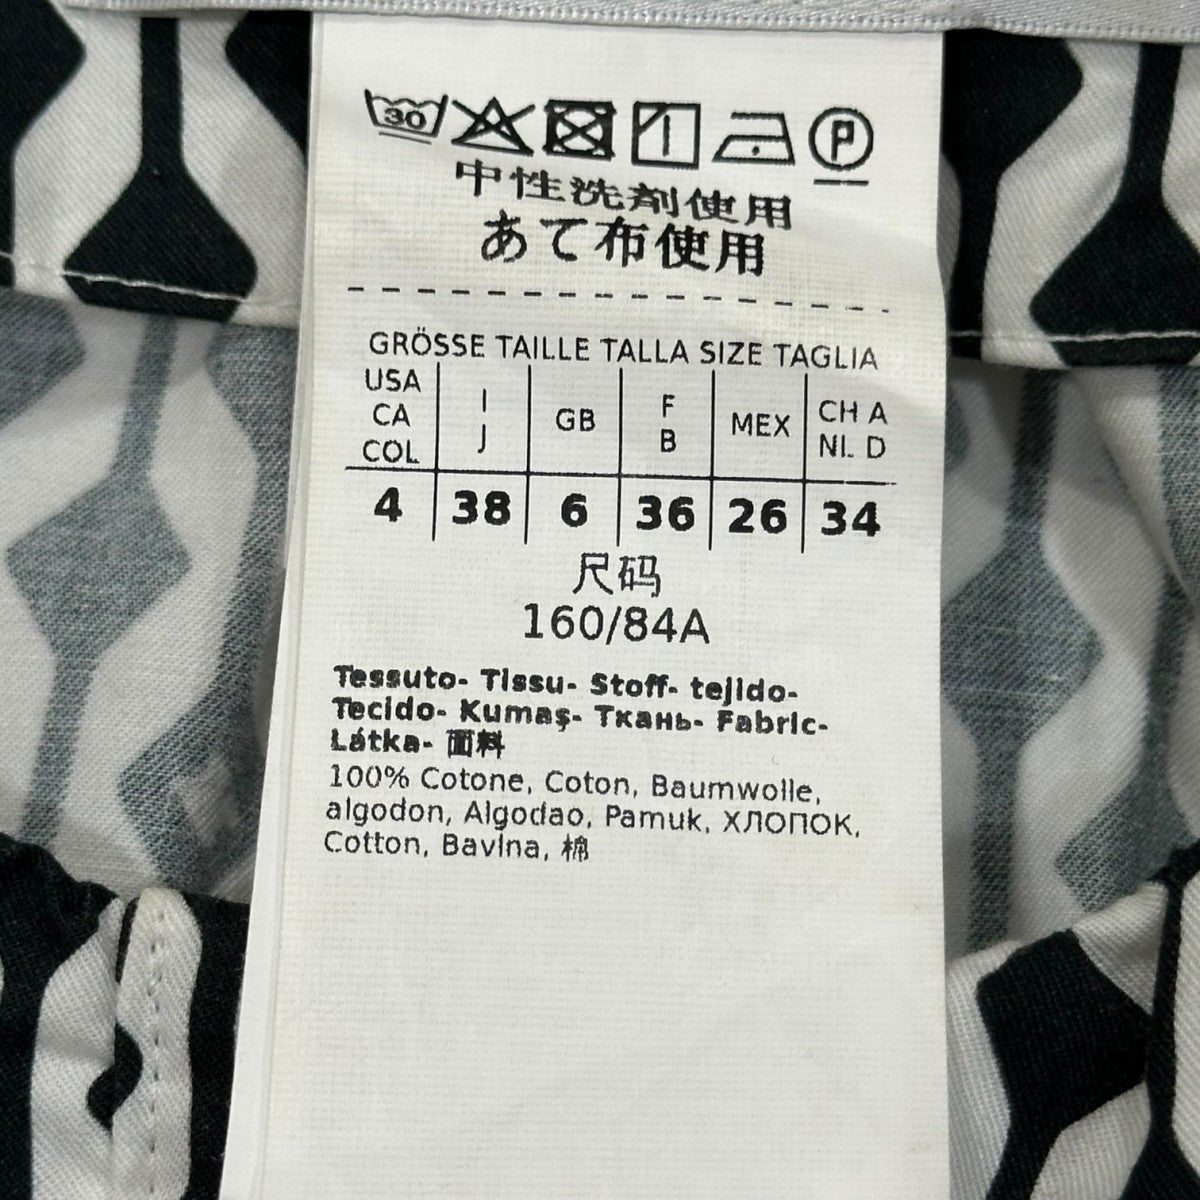 30 P
中性洗剤使用
あて布使用
GRÖSSE TAILLE TALLA SIZE TAGLIA
USA CA COL | I J | GB | F B | MEX | CH A NL D
4 | 38 | 6 | 36 | 26 | 34
尺码
160/84A
Tessuto- Tissu- Stoff- tejido-
Tecido- Kumaş- Ткань- Fabric-
Látka- 面料
100% Cotone, Coton, Baumwolle,
algodon, Algodao, Pamuk, ХЛОПОК,
Cotton, Bavlna, 棉